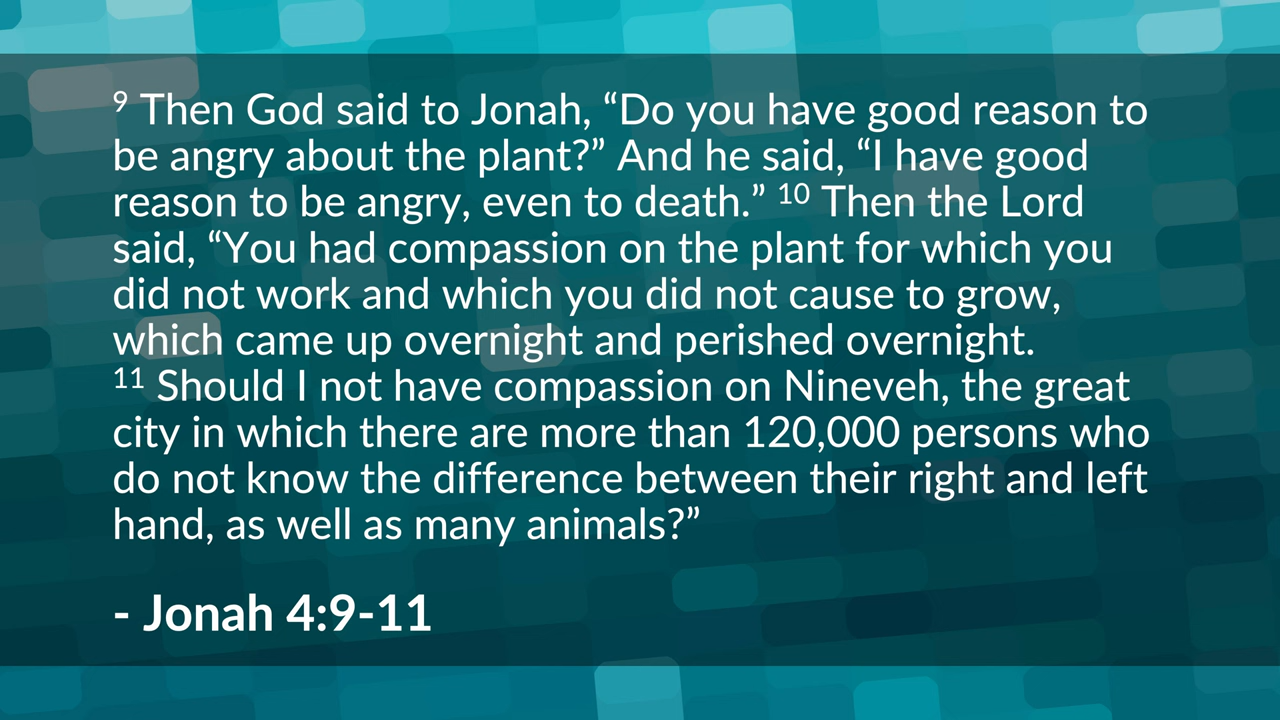 9 Then God said to Jonah, “Do you have good reason to
be angry about the plant?” And he said, “I have good
reason to be angry, even to death.” 10 Then the Lord
said, “You had compassion on the plant for which you
did not work and which you did not cause to grow,
which came up overnight and perished overnight.
11 Should I not have compassion on Nineveh, the great
city in which there are more than 120,000 persons who
do not know the difference between their right and left
hand, as well as many animals?”
- Jonah 4:9-11